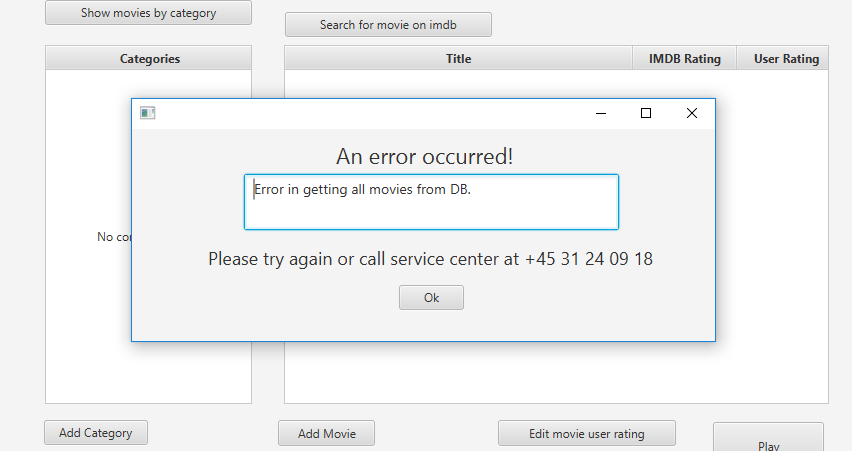 Show movies by category
Search for movie on imdb
Categories
Title
IMDB Rating
User Rating
An error occurred!
Error in getting all movies from DB.
No co
Please try again or call service center at +45 31 24 09 18
Ok
Add Category
Add Movie
Edit movie user rating
Play